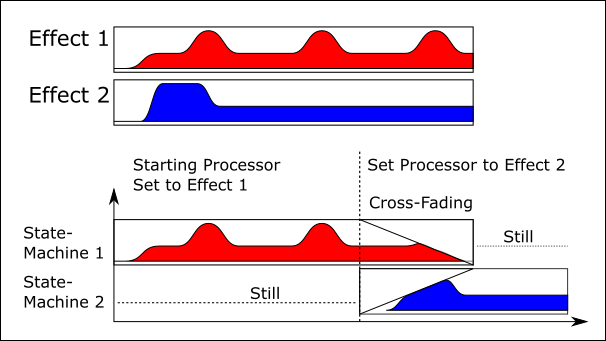 Effect 1
Effect 2
Starting Processor
Set to Effect 1
Set Processor to Effect 2
Cross-Fading
State-
Machine 1
Still
State-
Machine 2
Still